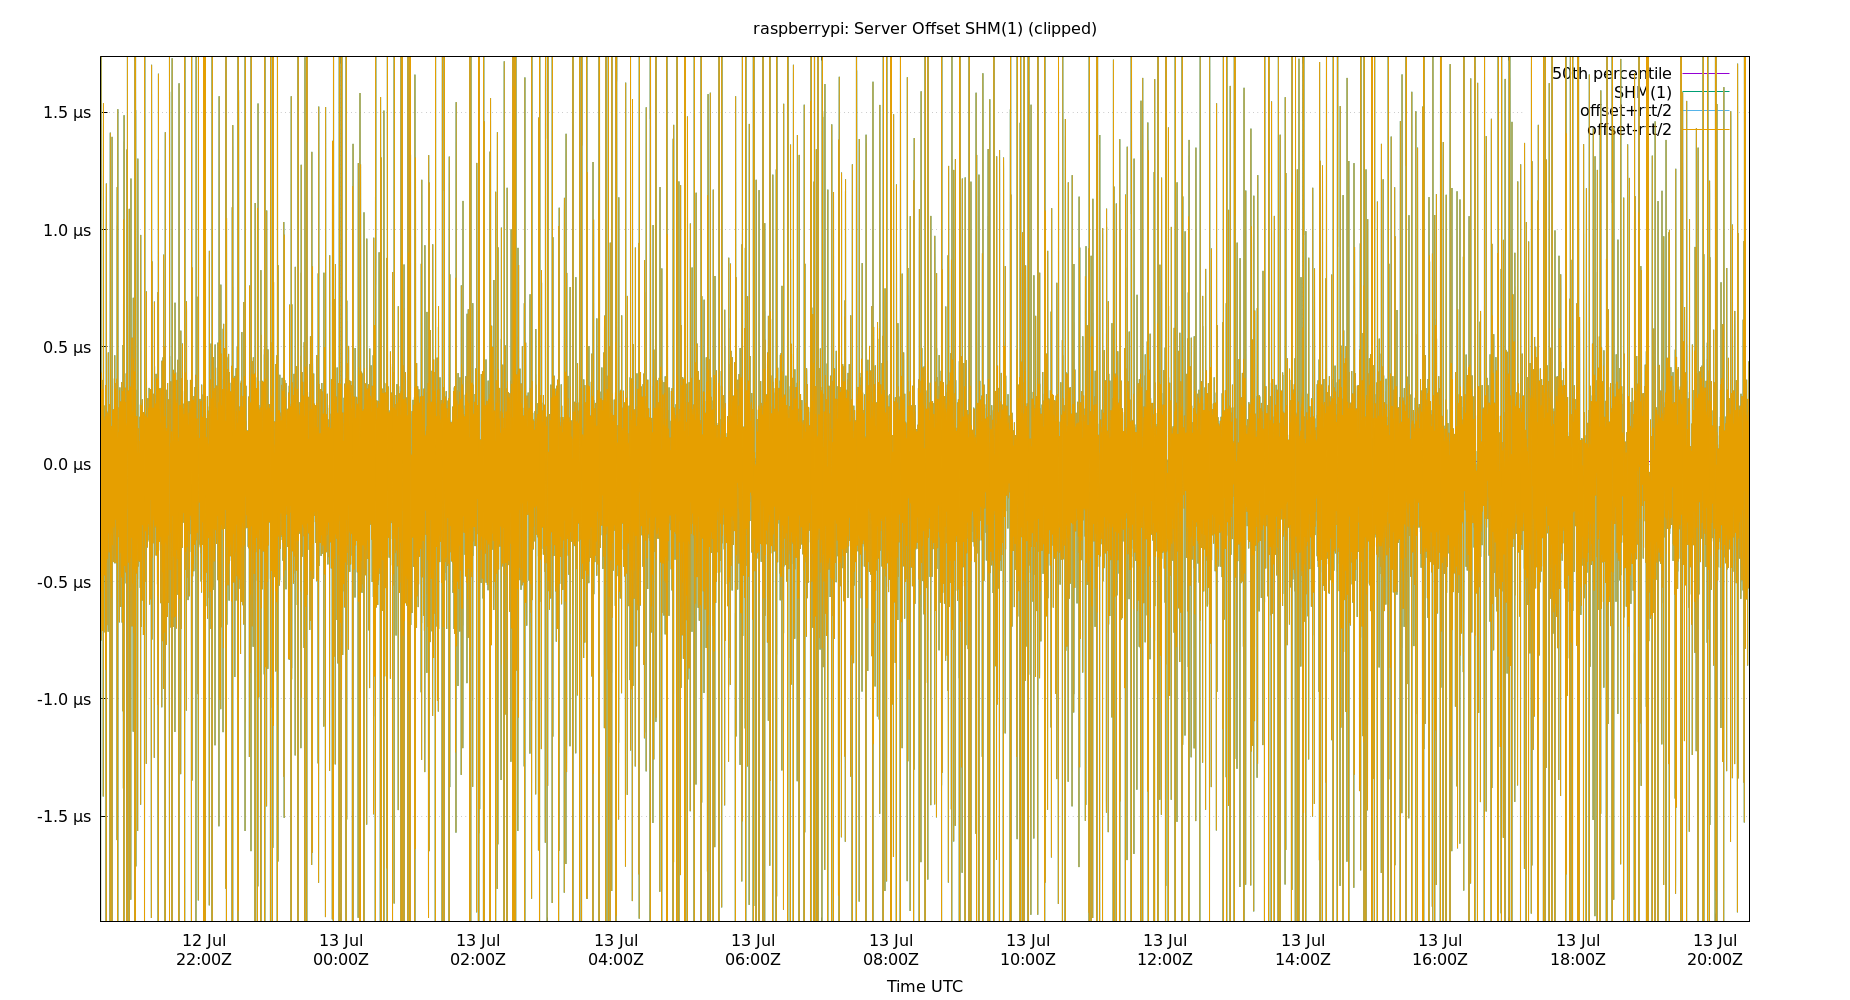 raspberrypi: Server Offset SHM(1) (clipped)
50th percentile
SHM(1)
offset+rtt/2
offset-rtt/2
1.5 µs
1.0 µs
0.5 µs
0.0 µs
-0.5 µs
-1.0 µs
-1.5 µs
12 Jul 13 Jul 13 Jul 13 Jul 13 Jul 13 Jul 13 Jul 13 Jul 13 Jul 13 Jul 13 Jul 13 Jul
22:00Z 00:00Z 02:00Z 04:00Z 06:00Z 08:00Z 10:00Z 12:00Z 14:00Z 16:00Z 18:00Z 20:00Z
Time UTC